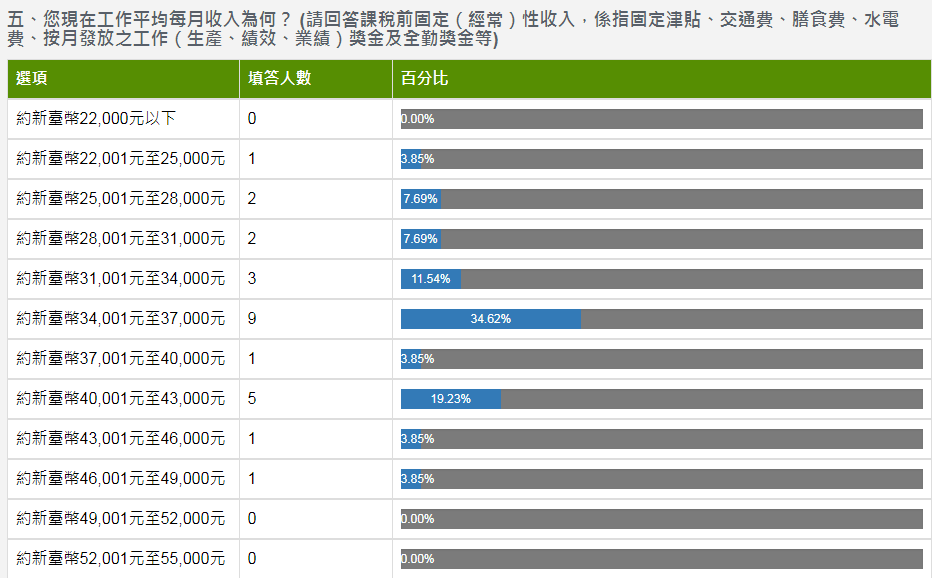 五、您現在工作平均每月收入為何？ (請回答課稅前固定（經常）性收入，係指固定津貼、交通費、膳食費、水電
費、按月發放之工作（生產、績效、業績）獎金及全勤獎金等)
選項 填答人數 百分比
約新臺幣22,000元以下 0 0.00%
約新臺幣22,001元至25,000元 1 3.85%
約新臺幣25,001元至28,000元 2 7.69%
約新臺幣28,001元至31,000元 2 7.69%
約新臺幣31,001元至34,000元 3 11.54%
約新臺幣34,001元至37,000元 9 34.62%
約新臺幣37,001元至40,000元 1 3.85%
約新臺幣40,001元至43,000元 5 19.23%
約新臺幣43,001元至46,000元 1 3.85%
約新臺幣46,001元至49,000元 1 3.85%
約新臺幣49,001元至52,000元 0 0.00%
約新臺幣52,001元至55,000元 0 0.00%